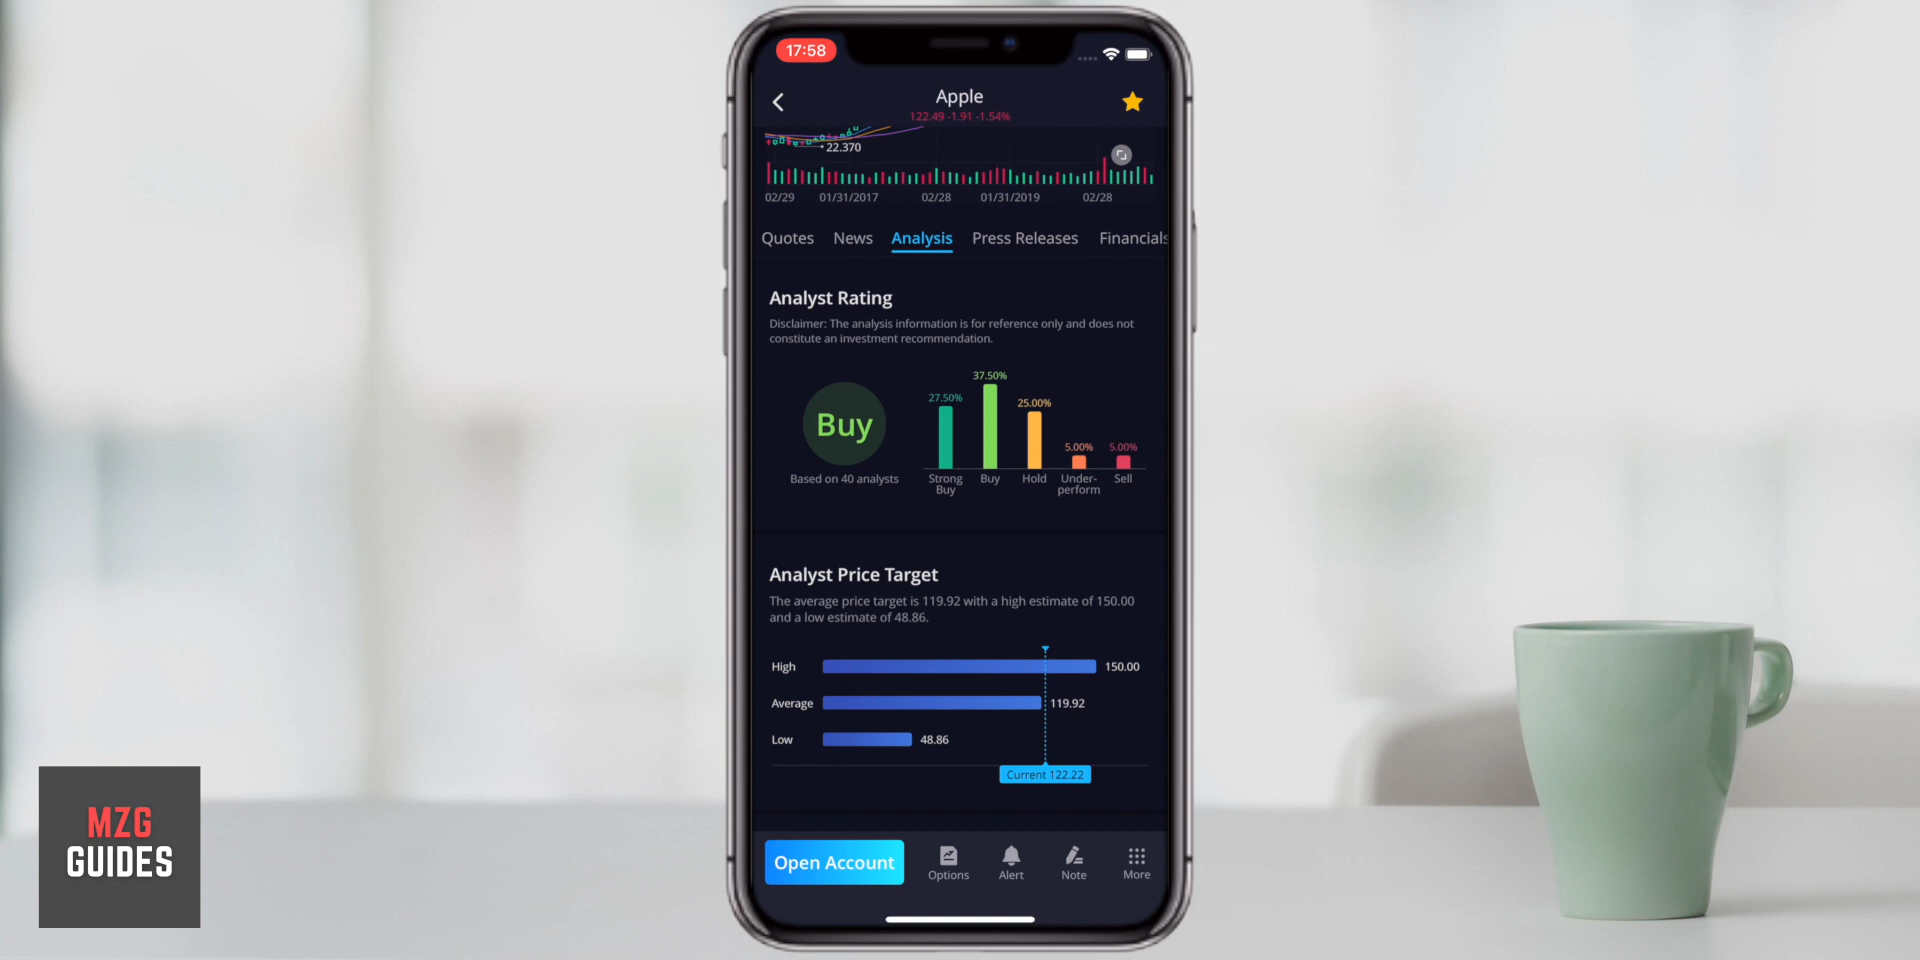 17:58
Apple
122.49 -1.91 -1.54%
22.370
02/29 01/31/2017 02/28 01/31/2019 02/28
Quotes News Analysis Press Releases Financials
Analyst Rating
Disclaimer: The analysis information is for reference only and does not
constitute an investment recommendation.
37.50%
27.50%
25.00%
5.00% 5.00%
Buy
Based on 40 analysts
Strong Buy Hold Under- Sell
Buy perform
Analyst Price Target
The average price target is 119.92 with a high estimate of 150.00
and a low estimate of 48.86.
High 150.00
Average 119.92
Low 48.86
Current 122.22
Open Account
Options Alert Note More
MZG
GUIDES